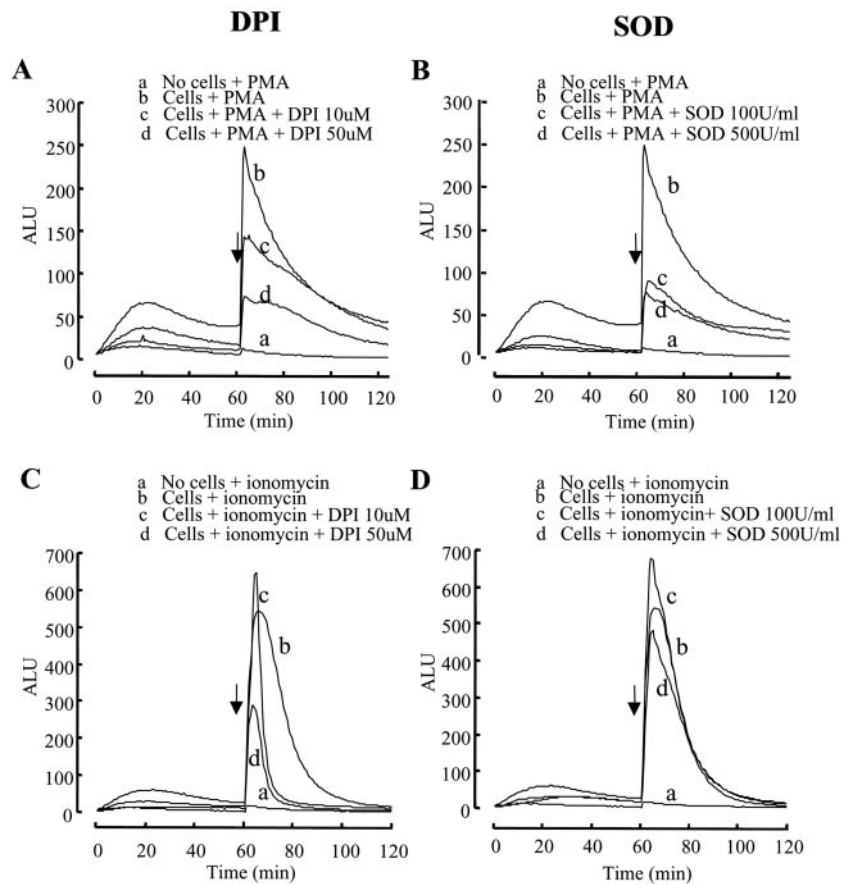 DPI
SOD
A
a No cells + PMA
b Cells + PMA
c Cells + PMA + DPI 10uM
d Cells + PMA + DPI 50uM
300
250
200
150
100
50
0
ALU
b
c
d
a
0 20 40 60 80 100 120
Time (min)
B
a No cells + PMA
b Cells + PMA
c Cells + PMA + SOD 100U/ml
d Cells + PMA + SOD 500U/ml
300
250
200
150
100
50
0
ALU
b
c
d
a
0 20 40 60 80 100 120
Time (min)
C
a No cells + ionomycin
b Cells + ionomycin
c Cells + ionomycin + DPI 10uM
d Cells + ionomycin + DPI 50uM
700
600
500
400
300
200
100
0
ALU
c
b
d
a
0 20 40 60 80 100 120
Time (min)
D
a No cells + ionomycin
b Cells + ionomycin
c Cells + ionomycin+ SOD 100U/ml
d Cells + ionomycin + SOD 500U/ml
700
600
500
400
300
200
100
0
ALU
c
b
d
a
0 20 40 60 80 100 120
Time (min)